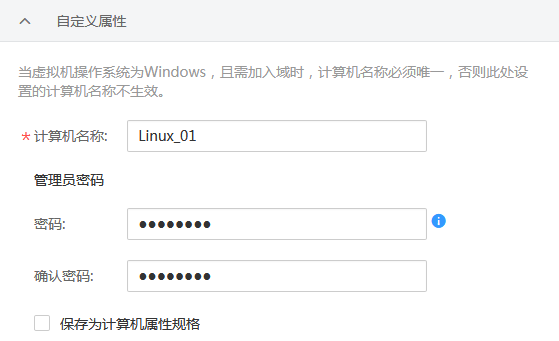 自定义属性
当虚拟机操作系统为Windows，且需加入域时，计算机名称必须唯一，否则此处设
置的计算机名称不生效。
* 计算机名称: Linux_01
管理员密码
密码: ●●●●●●●●
确认密码: ●●●●●●●●
保存为计算机属性规格